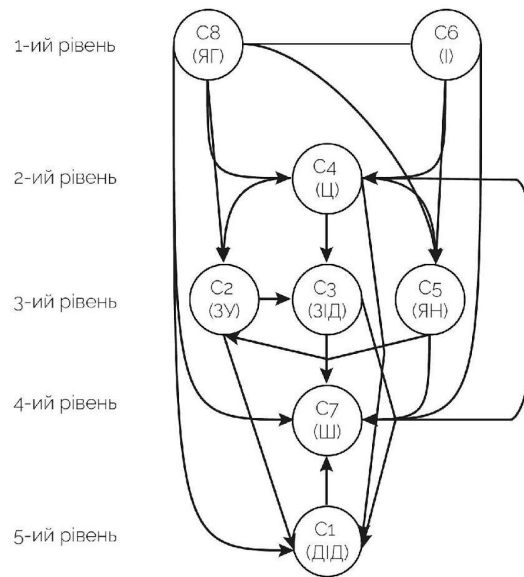 1-ий рівень
C8
(ЯГ)
C6
(І)
2-ий рівень
C4
(Ц)
3-ий рівень
C2
(ЗУ)
C3
(ЗІД)
C5
(ЯН)
4-ий рівень
C7
(Ш)
5-ий рівень
C1
(ДІД)